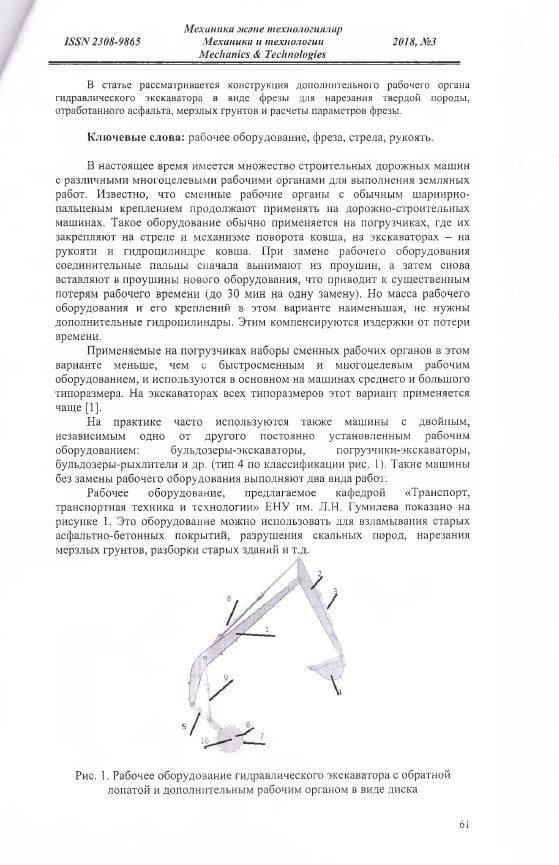 Механика және технологиялар
ISSN 2308-9865 Механика и технологии 2018, №3
Mechanics & Technologies
В статье рассматривается конструкция дополнительного рабочего органа
гидравлического экскаватора в виде фрезы для нарезания твердой породы,
отработанного асфальта, мерзлых грунтов и расчеты параметров фрезы.
Ключевые слова: рабочее оборудование, фреза, стрела, рукоять.
В настоящее время имеется множество строительных дорожных машин
с различными многоцелевыми рабочими органами для выполнения земляных
работ. Известно, что сменные рабочие органы с обычным шарнирно-
пальцевым креплением продолжают применять на дорожно-строительных
машинах. Такое оборудование обычно применяется на погрузчиках, где их
закрепляют на стреле и механизме поворота ковша, на экскаваторах – на
рукояти и гидроцилиндре ковша. При замене рабочего оборудования
соединительные пальцы сначала вынимают из проушин, а затем снова
вставляют в проушины нового оборудования, что приводит к существенным
потерям рабочего времени (до 30 мин на одну замену). Но масса рабочего
оборудования и его креплений в этом варианте наименьшая, не нужны
дополнительные гидроцилиндры. Этим компенсируются издержки от потери
времени.
Применяемые на погрузчиках наборы сменных рабочих органов в этом
варианте меньше, чем с быстросменным и многоцелевым рабочим
оборудованием, и используются в основном на машинах среднего и большого
типоразмера. На экскаваторах всех типоразмеров этот вариант применяется
чаще [1].
На практике часто используются также машины с двойным,
независимым одно от другого постоянно установленным рабочим
оборудованием: бульдозеры-экскаваторы, погрузчики-экскаваторы,
бульдозеры-рыхлители и др. (тип 4 по классификации рис. 1). Такие машины
без замены рабочего оборудования выполняют два вида работ.
Рабочее оборудование, предлагаемое кафедрой «Транспорт,
транспортная техника и технологии» ЕНУ им. Л.Н. Гумилева показано на
рисунке 1. Это оборудование можно использовать для взламывания старых
асфальтно-бетонных покрытий, разрушения скальных пород, нарезания
мерзлых грунтов, разборки старых зданий и т.д.
2
3
8
1
4
9
5
6
10 7
Рис. 1. Рабочее оборудование гидравлического экскаватора с обратной
лопатой и дополнительным рабочим органом в виде диска
61